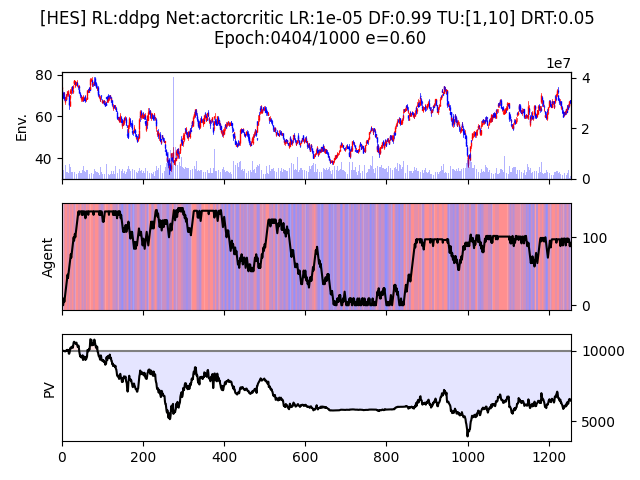 [HES] RL:ddpg Net:actorcritic LR:1e-05 DF:0.99 TU:[1,10] DRT:0.05
Epoch:0404/1000 e=0.60
1e7
80
60
40
Env.
4
2
0
Agent
100
0
PV
10000
5000
0 200 400 600 800 1000 1200